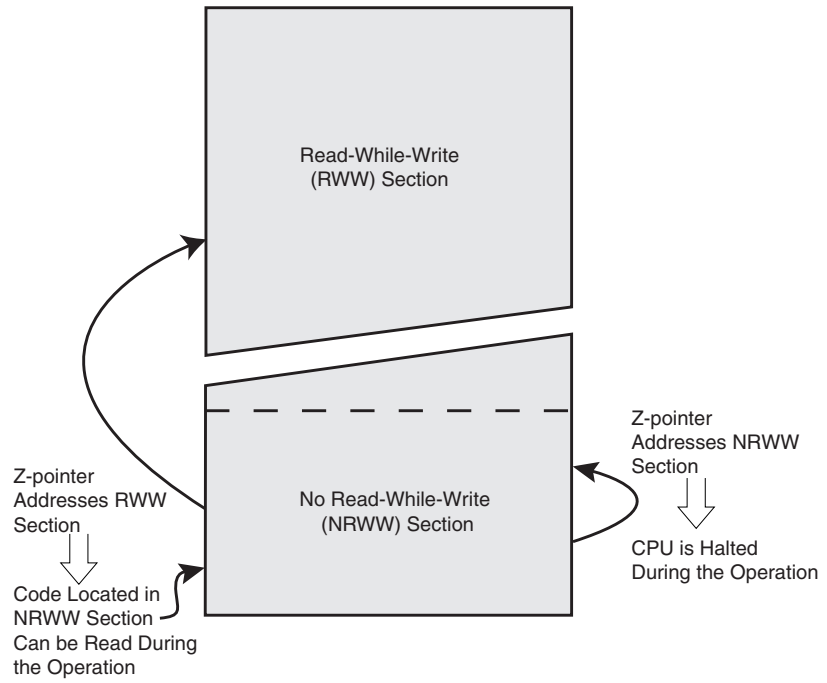 Read-While-Write
(RWW) Section
Z-pointer
Addresses RWW
Section
Code Located in
NRWW Section
Can be Read During
the Operation
No Read-While-Write
(NRWW) Section
Z-pointer
Addresses NRWW
Section
CPU is Halted
During the Operation